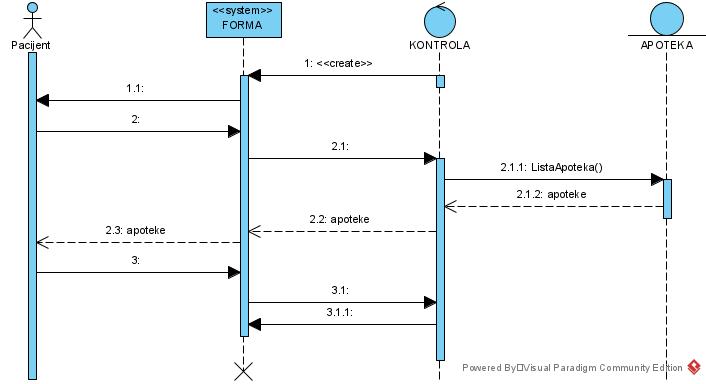 <<system>>
FORMA
Pacijent
KONTROLA
APOTEKA
1: <<create>>
1.1:
2:
2.1:
2.1.1: ListaApoteka()
2.1.2: apoteke
2.2: apoteke
2.3: apoteke
3:
3.1:
3.1.1:
Powered By Visual Paradigm Community Edition